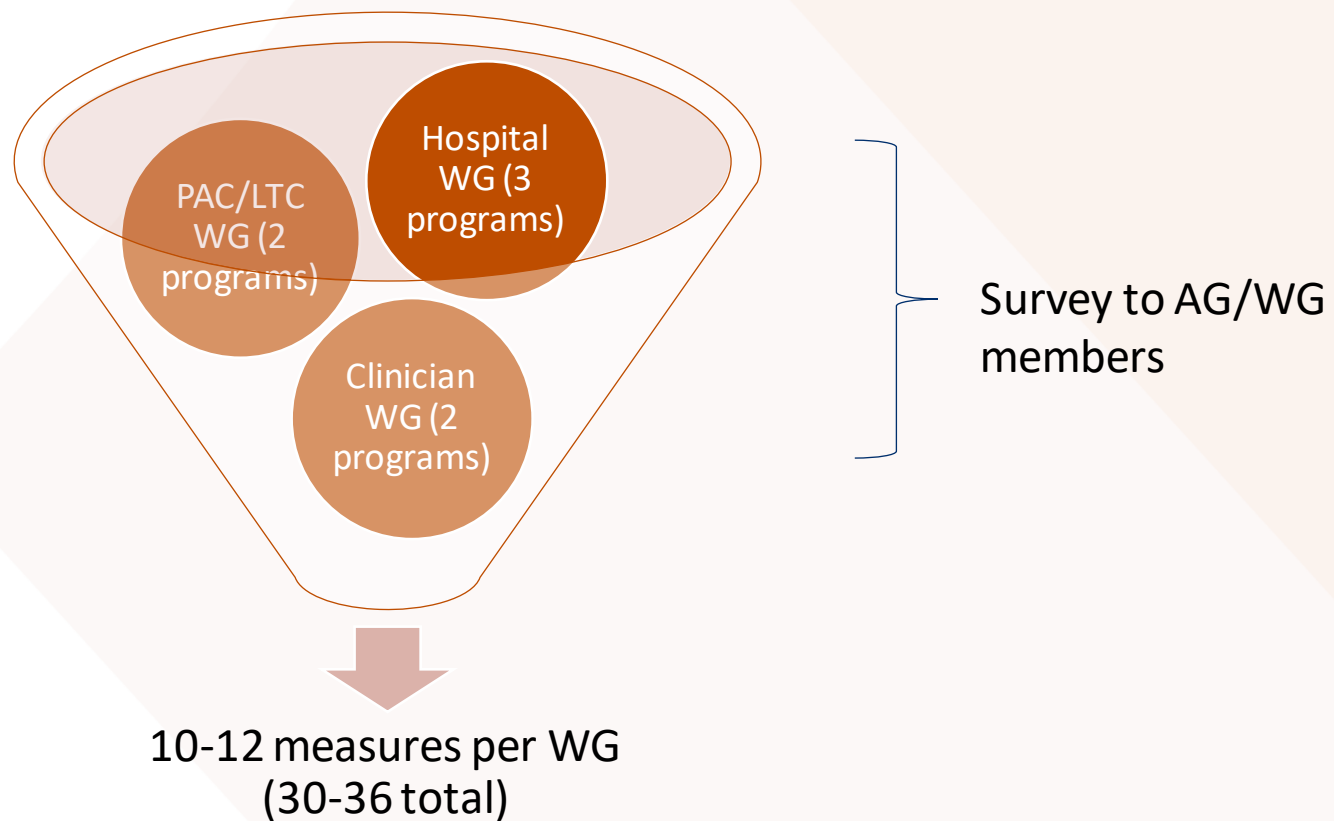 Hospital
WG (3
programs)
PAC/LTC
WG (2
programs)
Clinician
WG (2
programs)
Survey to AG/WG
members
10-12 measures per WG
(30-36 total)